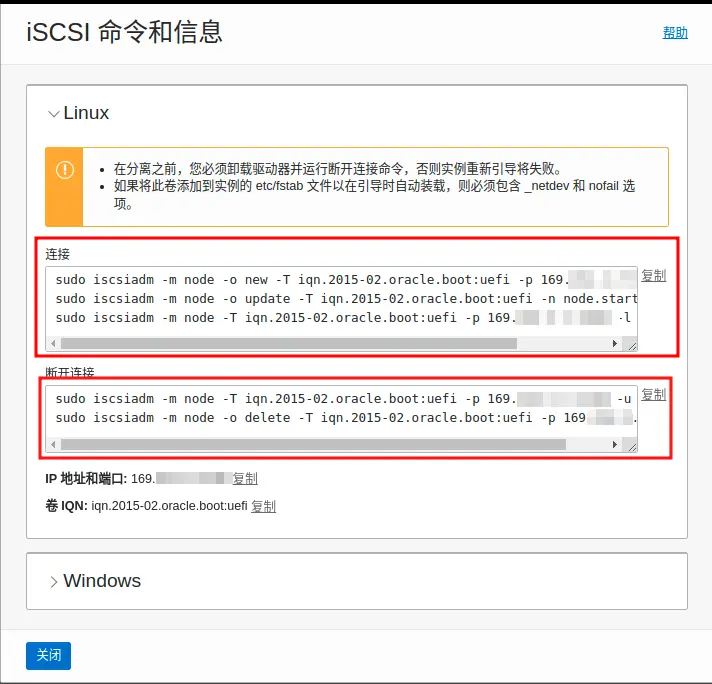 iSCSI 命令和信息
帮助
Linux
在分离之前，您必须卸载驱动器并运行断开连接命令，否则实例重新引导将失败。
如果将此卷添加到实例的 etc/fstab 文件以在引导时自动装载，则必须包含 _netdev 和 nofail 选
项。
连接
sudo iscsiadm -m node -o new -T iqn.2015-02.oracle.boot:uefi -p 169.
复制
sudo iscsiadm -m node -o update -T iqn.2015-02.oracle.boot:uefi -n node.start
sudo iscsiadm -m node -T iqn.2015-02.oracle.boot:uefi -p 169. -l
断开连接
sudo iscsiadm -m node -T iqn.2015-02.oracle.boot:uefi -p 169. -u
复制
sudo iscsiadm -m node -o delete -T iqn.2015-02.oracle.boot:uefi -p 169
IP 地址和端口: 169. 复制
卷 IQN: iqn.2015-02.oracle.boot:uefi 复制
Windows
关闭